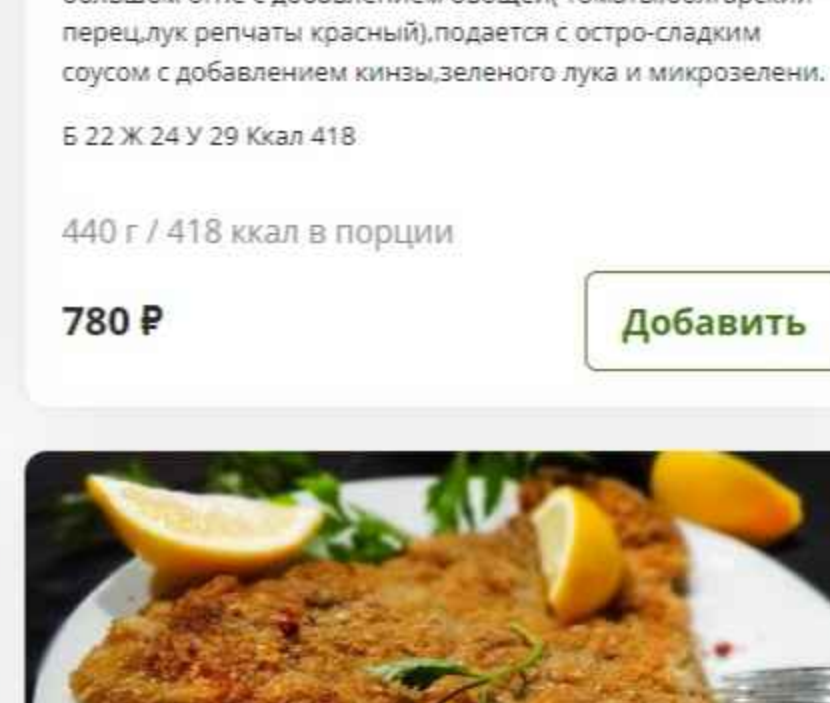 перец,лук репчаты красный),подается с остро-сладким
соусом с добавлением кинзы,зеленого лука и микрозелени.
Б 22 Ж 24 У 29 Ккал 418
440 г / 418 ккал в порции
780 ₽
Добавить